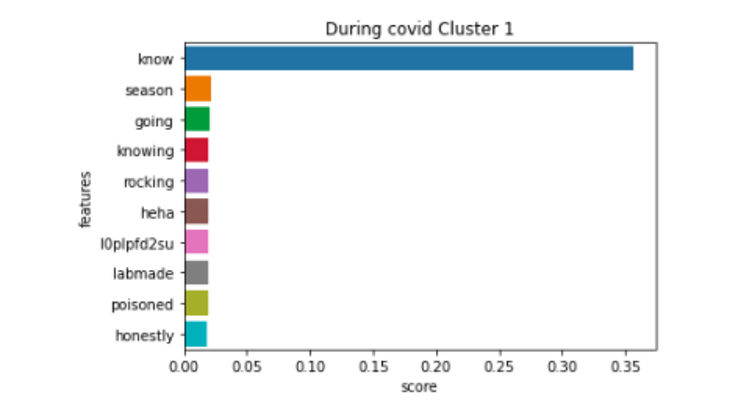 During covid Cluster 1
know
season
going
knowing
rocking
heha
l0plpfd2su
labmade
poisoned
honestly
features
0.00 0.05 0.10 0.15 0.20 0.25 0.30 0.35
score